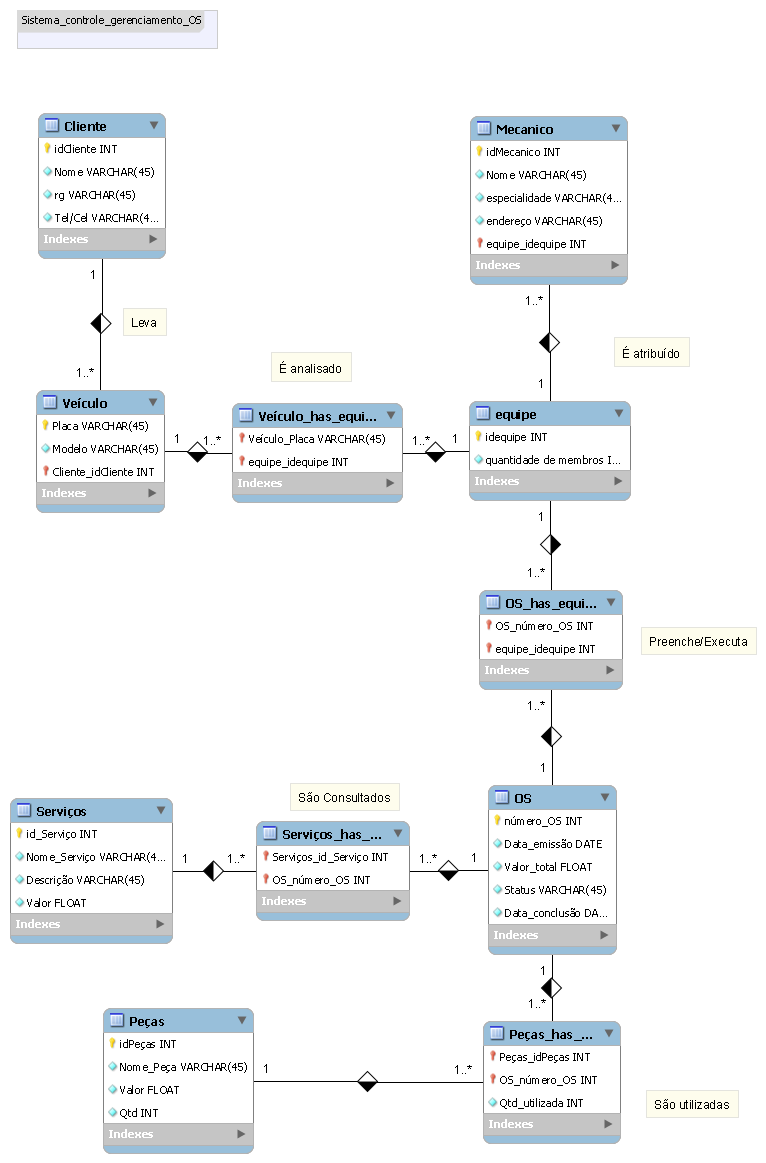 Sistema_controle_gerenciamento_OS
Cliente
idCliente INT
Nome VARCHAR(45)
rg VARCHAR(45)
Tel/Cel VARCHAR(4...
Indexes
Mecanico
idMecanico INT
Nome VARCHAR(45)
especialidade VARCHAR(4...
endereço VARCHAR(45)
equipe_idequipe INT
Indexes
1
1..*
Leva
1..*
1
É atribuído
É analisado
Veículo
Placa VARCHAR(45)
Modelo VARCHAR(45)
Cliente_idCliente INT
Indexes
1
1..*
Veículo_has_equi...
Veículo_Placa VARCHAR(45)
equipe_idequipe INT
Indexes
1..*
1
equipe
idequipe INT
quantidade de membros I...
Indexes
1
1..*
OS_has_equi...
OS_número_OS INT
equipe_idequipe INT
Indexes
Preenche/Executa
1..*
1
São Consultados
Serviços
id_Serviço INT
Nome_Serviço VARCHAR(4...
Descrição VARCHAR(45)
Valor FLOAT
Indexes
1
1..*
Serviços_has_...
Serviços_id_Serviço INT
OS_número_OS INT
Indexes
1..*
1
OS
número_OS INT
Data_emissão DATE
Valor_total FLOAT
Status VARCHAR(45)
Data_conclusão DA...
Indexes
1
1..*
Peças
idPeças INT
Nome_Peça VARCHAR(45)
Valor FLOAT
Qtd INT
Indexes
1
1..*
Peças_has_...
Peças_idPeças INT
OS_número_OS INT
Qtd_utilizada INT
Indexes
São utilizadas